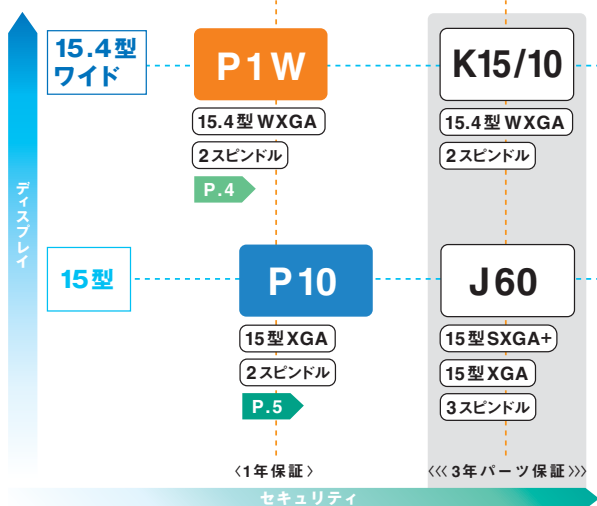 15.4型
ワイド
P1W
K15/10
15.4型WXGA
15.4型WXGA
2スピンドル
2スピンドル
P.4
ディスプレイ
15型
P10
J60
15型XGA
15型SXGA+
2スピンドル
15型XGA
P.5
3スピンドル
〈1年保証〉
〈〈〈3年パーツ保証〉〉〉
セキュリティ